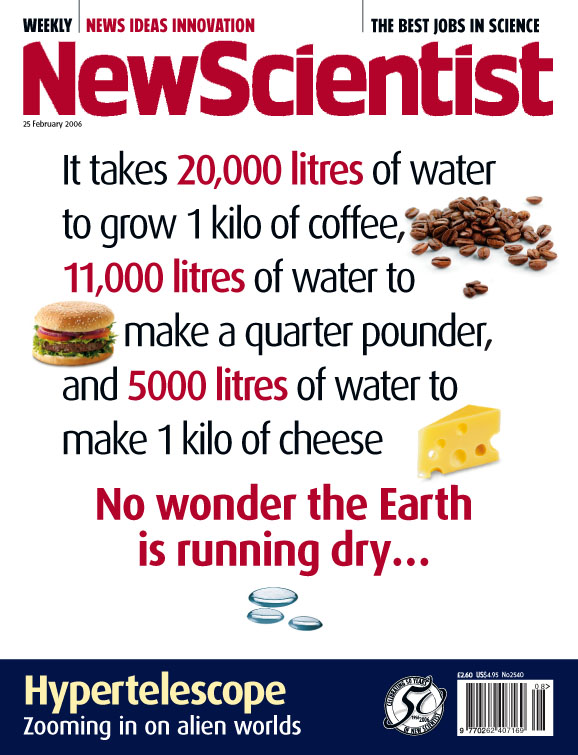 WEEKLY NEWS IDEAS INNOVATION THE BEST JOBS IN SCIENCE
NewScientist
25 February 2006
It takes 20,000 litres of water
to grow 1 kilo of coffee,
11,000 litres of water to
make a quarter pounder,
and 5000 litres of water to
make 1 kilo of cheese
No wonder the Earth
is running dry...
Hypertelescope
Zooming in on alien worlds
CELEBRATING 50 YEARS
50
1956-2006
OF NEW SCIENTIST
£2.60 US$4.95 No2540
08>
9 770262 407169